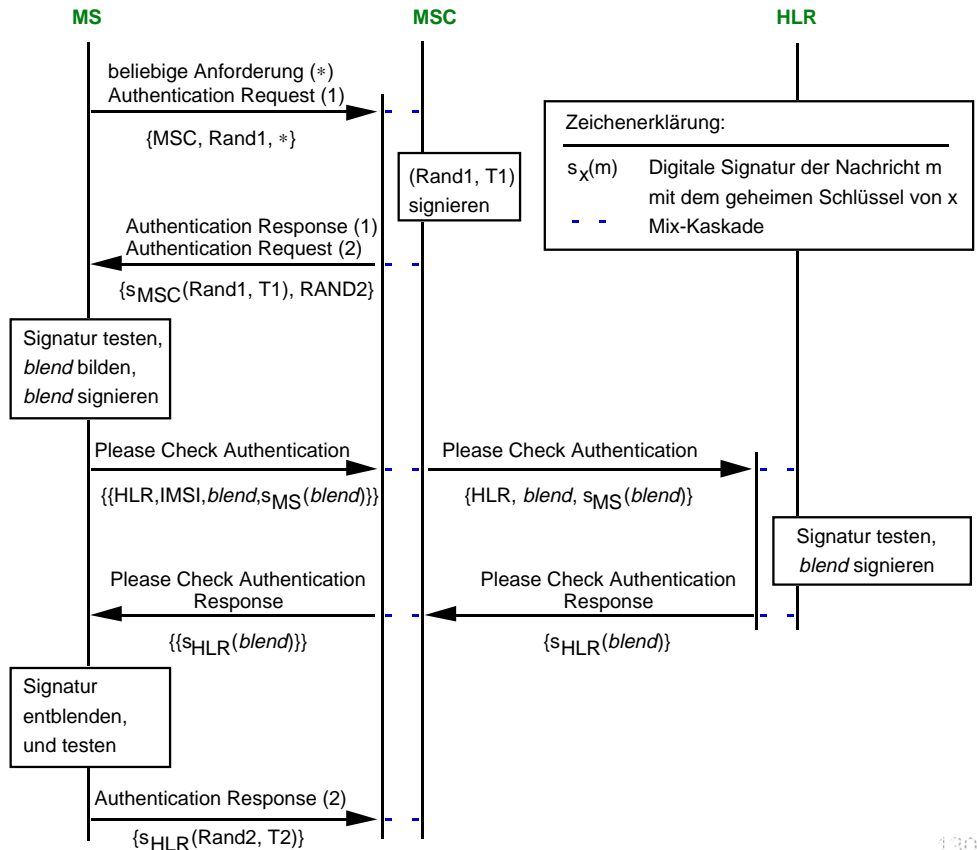 MS
MSC
HLR
beliebige Anforderung (*)
Authentication Request (1)
{MSC, Rand1, *}
Zeichenerklärung:
sX(m) Digitale Signatur der Nachricht m
mit dem geheimen Schlüssel von x
Mix-Kaskade
(Rand1, T1)
signieren
Authentication Response (1)
Authentication Request (2)
{sMSC(Rand1, T1), RAND2}
Signatur testen,
blend bilden,
blend signieren
Please Check Authentication
{{HLR,IMSI,blend,sMS(blend)}}
Please Check Authentication
{HLR, blend, sMS(blend)}
Signatur testen,
blend signieren
Please Check Authentication
Response
{{sHLR(blend)}}
Please Check Authentication
Response
{sHLR(blend)}
Signatur
entblenden,
und testen
Authentication Response (2)
{sHLR(Rand2, T2)}
130